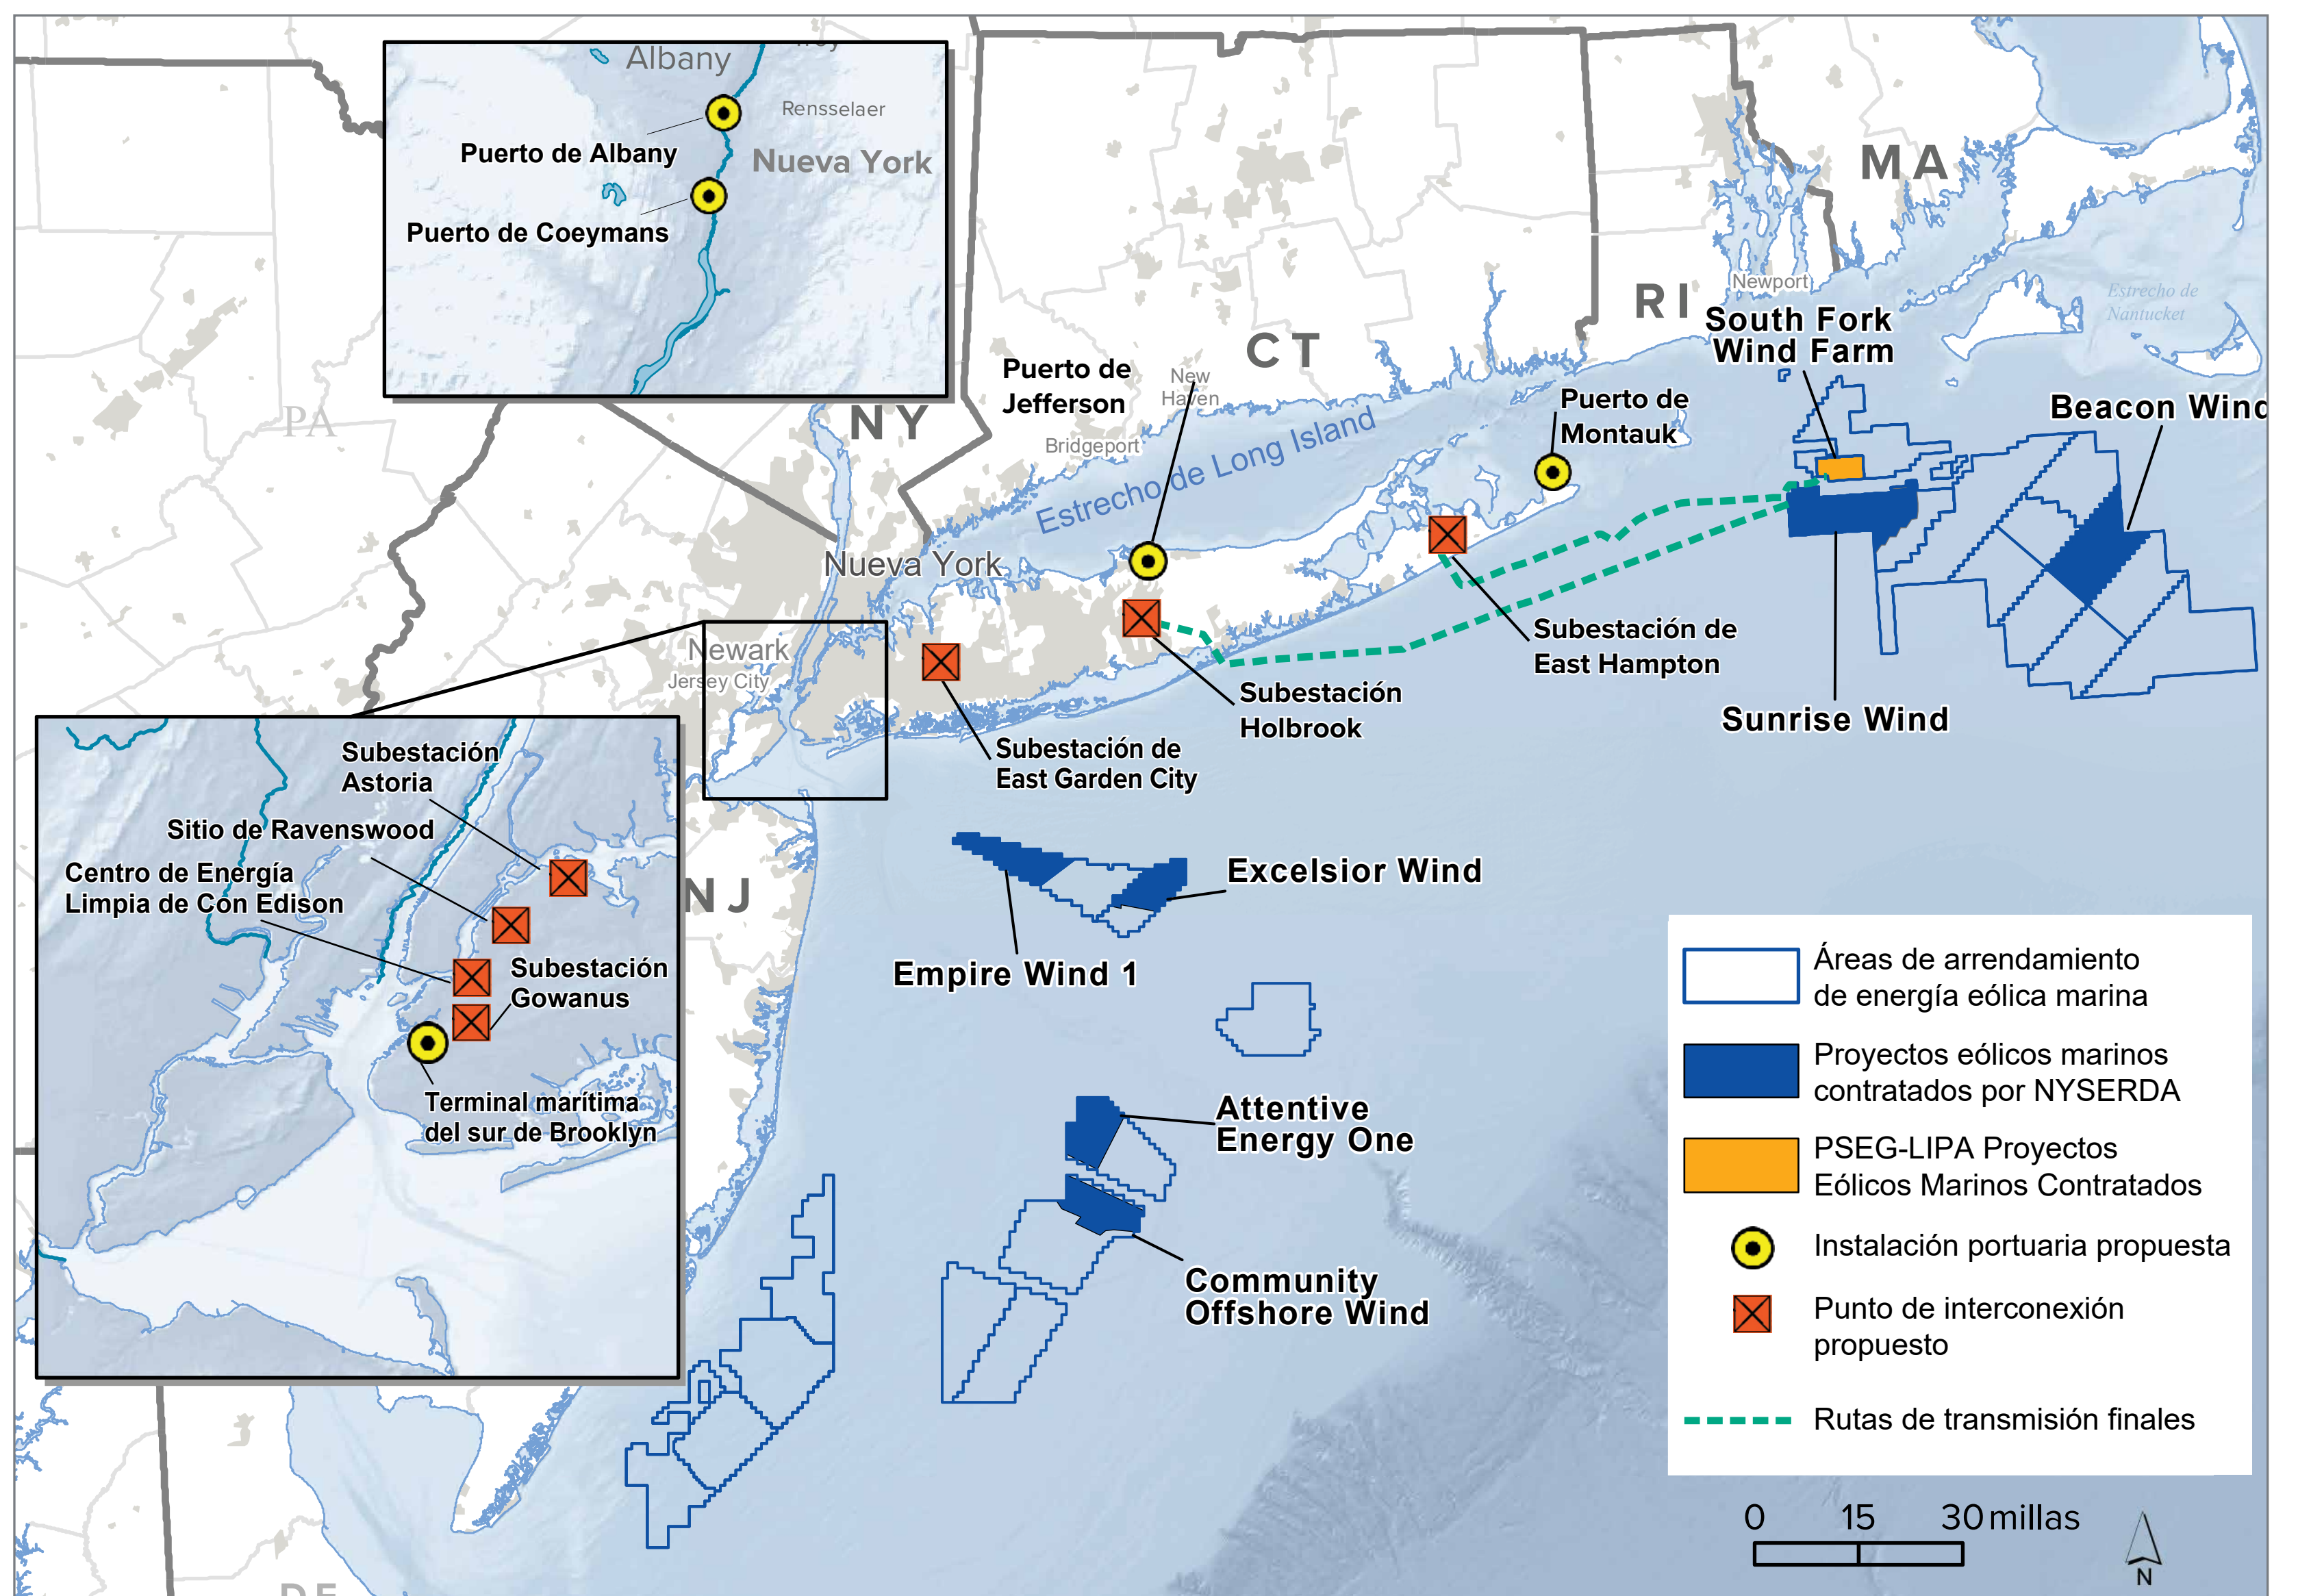 Albany
Troy
Rensselaer
Puerto de Albany
Nueva York
Puerto de Coeymans
PA
NY
CT
RI
MA
Newport
Estrecho de
Nantucket
South Fork
Wind Farm
Beacon Wind
Puerto de
Jefferson
New
Haven
Bridgeport
Estrecho de Long Island
Puerto de
Montauk
Nueva York
Newark
Jersey City
Subestación de
East Hampton
Subestación
Holbrook
Subestación de
East Garden City
Sunrise Wind
Subestación
Astoria
Sitio de Ravenswood
Centro de Energía
Limpia de Con Edison
Subestación
Gowanus
Terminal marítima
del sur de Brooklyn
NJ
Excelsior Wind
Empire Wind 1
Attentive
Energy One
Community
Offshore Wind
Áreas de arrendamiento
de energía eólica marina
Proyectos eólicos marinos
contratados por NYSERDA
PSEG-LIPA Proyectos
Eólicos Marinos Contratados
Instalación portuaria propuesta
Punto de interconexión
propuesto
Rutas de transmisión finales
0 15 30 millas
N
DE